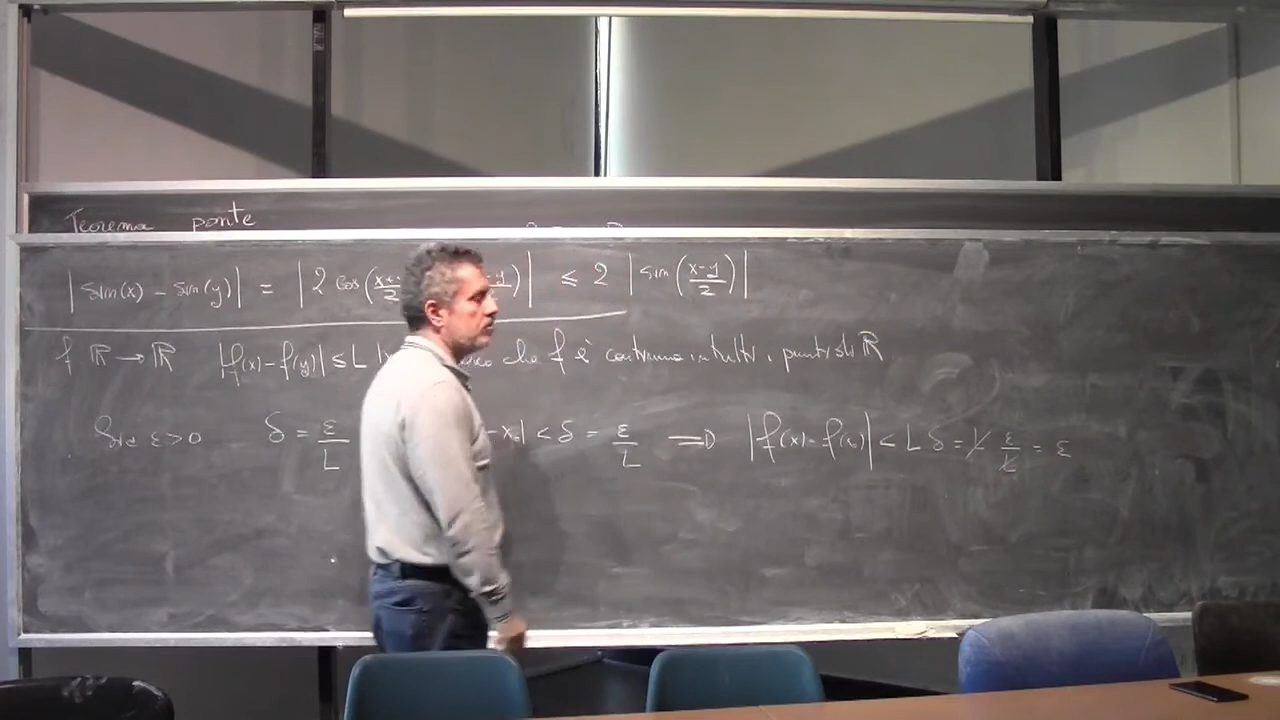 Teorema ponte
|sin(x) - sin(y)| = |2 cos(x+ 2 -y)| ≤ 2 |sin(x-y/2)|
f ℝ → ℝ |f(x) - f(y)| ≤ L | che f è continua in tutti i punti di ℝ
Sia ε>0 δ = ε/L -x₀| < δ = ε/L ⟹ |f(x) - f(x₀)| < L δ = L ε/L = ε